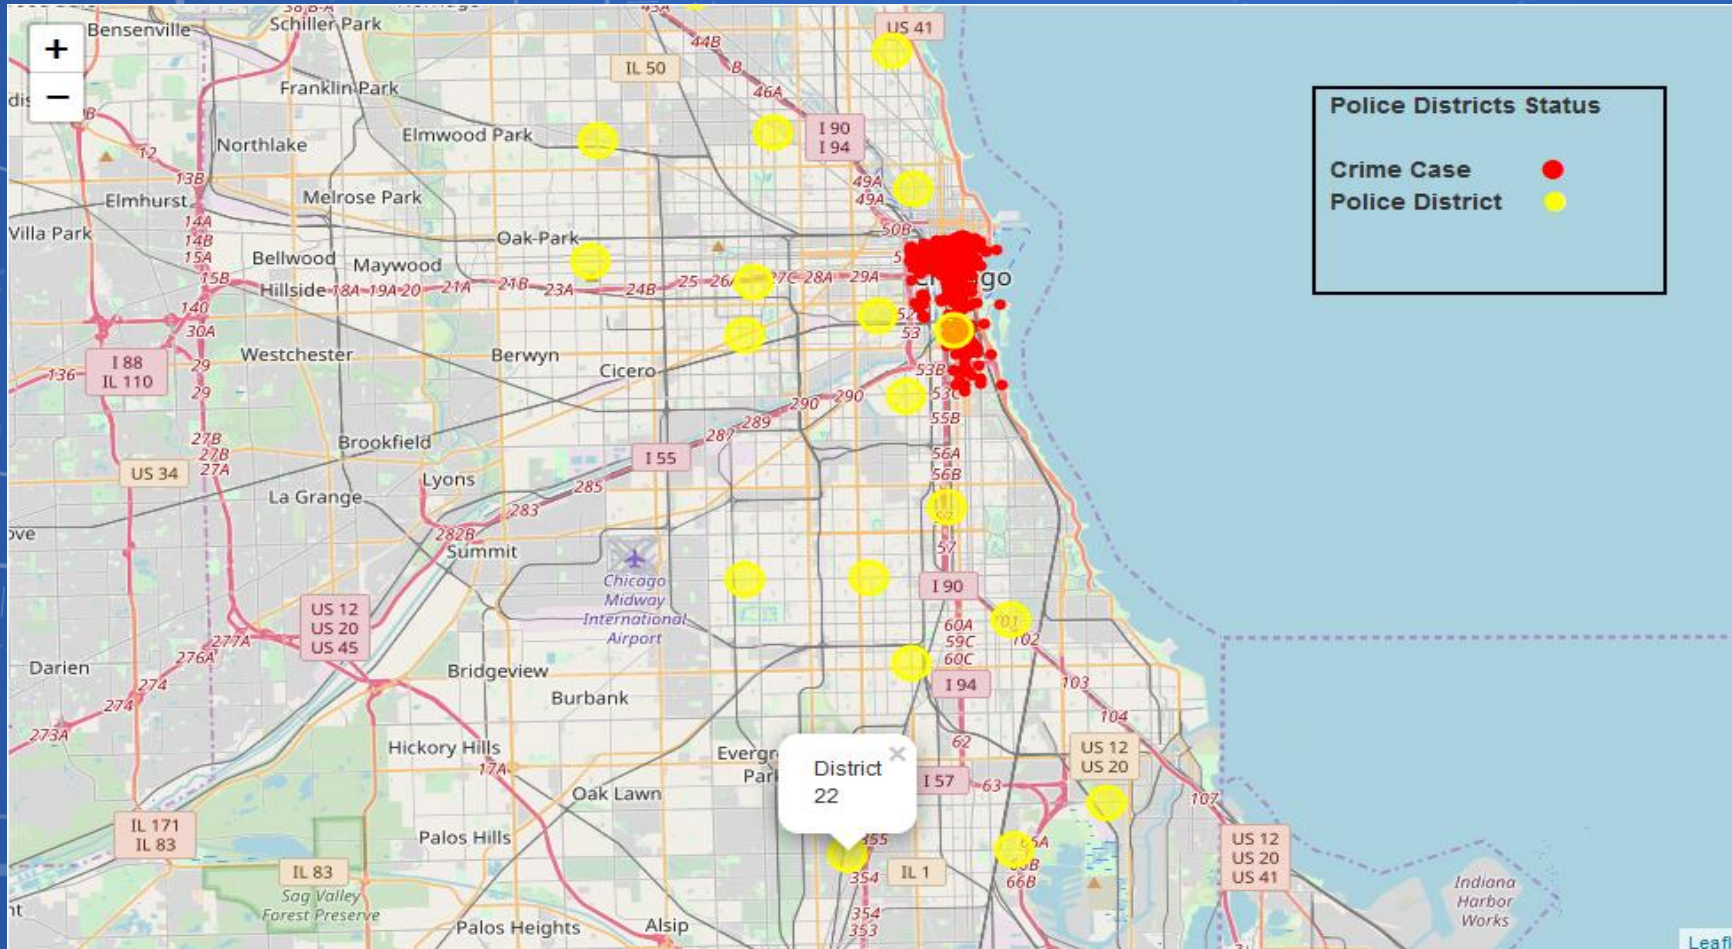 +
−
Bensenville
Schiller Park
US 41
44B
IL 50
B
46A
Franklin Park
Elmwood Park
I 90
I 94
Northlake
12
13B
Elmhurst
Melrose Park
49A
49A
14A
14B
15A
15B
Villa Park
Oak Park
50B
Bellwood
Maywood
Hillside
18A
19A
20
21A
21B
23A
24B
25
27C
28A
29A
140
30A
52
53
Westchester
Berwyn
I 88
IL 110
136
29
29
Cicero
53B
53C
55B
290
290
289
287
Brookfield
27B
27B
27A
US 34
I 55
56A
56B
Lyons
La Grange
285
283
282B
Summit
57
Chicago
Midway
International
Airport
I 90
US 12
US 20
US 45
277A
276A
274
274
273A
60A
59C
60C
102
Darien
Bridgeview
I 94
103
Burbank
104
Hickory Hills
17A
62
US 12
US 20
District
22
×
I 57
63
107
Oak Lawn
IL 171
IL 83
Palos Hills
IL 83
Sag Valley
Forest Preserve
354
IL 1
66B
US 12
US 20
US 41
Indiana
Harbor
Works
354
353
Palos Heights
Alsip
Police Districts Status
Crime Case
Police District